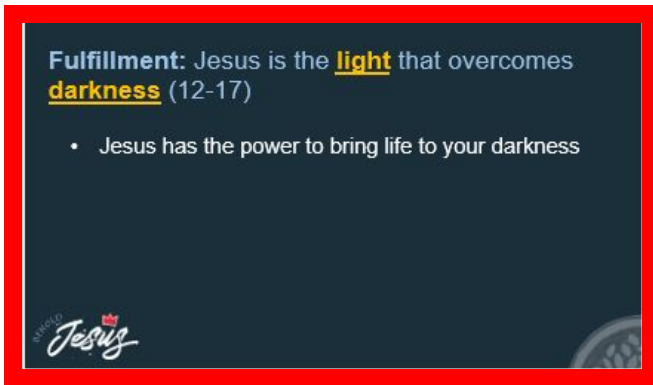 Fulfillment: Jesus is the light that overcomes
darkness (12-17)
• Jesus has the power to bring life to your darkness
BEHOLD
Jesus